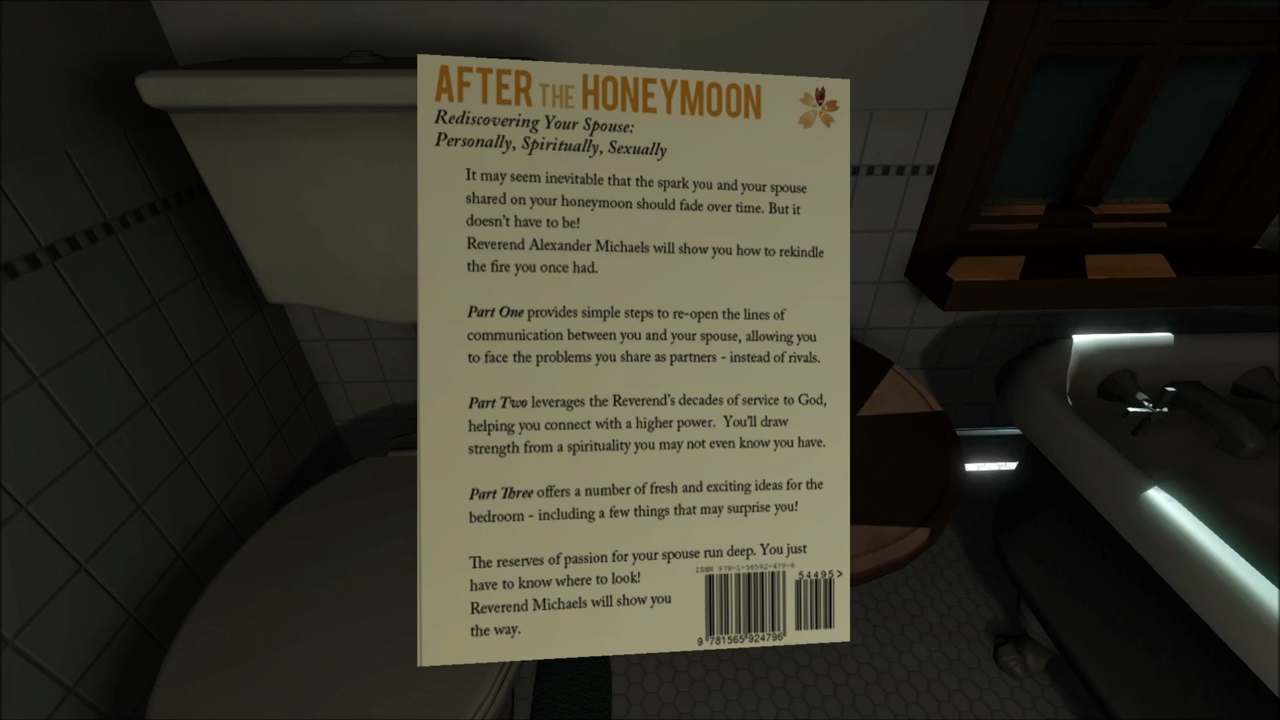 AFTER THE HONEYMOON
Rediscovering Your Spouse:
Personally, Spiritually, Sexually
It may seem inevitable that the spark you and your spouse
shared on your honeymoon should fade over time. But it
doesn't have to be!
Reverend Alexander Michaels will show you how to rekindle
the fire you once had.
Part One provides simple steps to re-open the lines of
communication between you and your spouse, allowing you
to face the problems you share as partners - instead of rivals.
Part Two leverages the Reverend's decades of service to God,
helping you connect with a higher power. You'll draw
strength from a spirituality you may not even know you have.
Part Three offers a number of fresh and exciting ideas for the
bedroom - including a few things that may surprise you!
The reserves of passion for your spouse run deep. You just
have to know where to look!
Reverend Michaels will show you
the way.
ISBN 978-1-56592-479-6
54495>
9 781565 924796